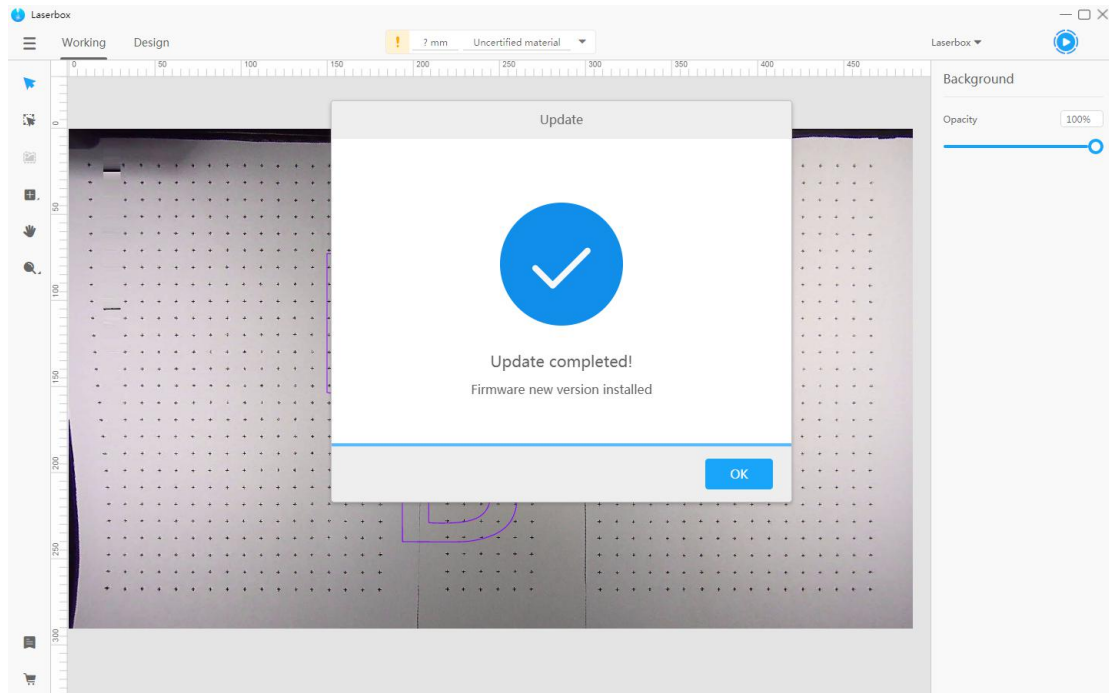 Laserbox
Working Design ! ? mm Uncertified material Laserbox
0 50 100 150 200 250 300 350 400 450
Background
Opacity 100%
0
50
100
150
200
250
300
Update
Update completed!
Firmware new version installed
OK